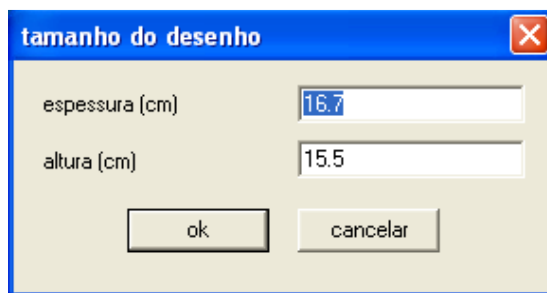 tamanho do desenho
espessura (cm) 16.7
altura (cm) 15.5
ok cancelar